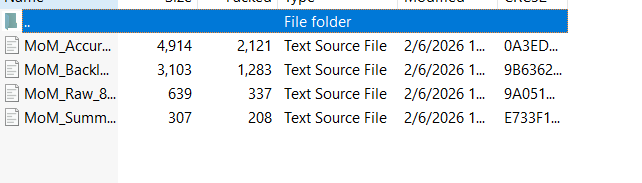 Name Size Packed Type Modified CRC32
.. File folder
MoM_Accur... 4,914 2,121 Text Source File 2/6/2026 1... 0A3ED...
MoM_Backl... 3,103 1,283 Text Source File 2/6/2026 1... 9B6362...
MoM_Raw_8... 639 337 Text Source File 2/6/2026 1... 9A051...
MoM_Summ... 307 208 Text Source File 2/6/2026 1... E733F1...